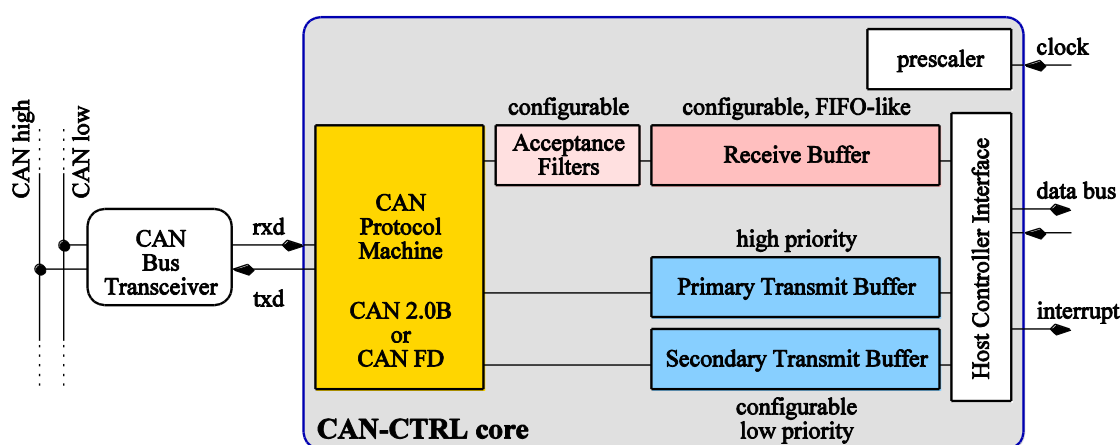 prescaler
clock
configurable
configurable, FIFO-like
CAN high
CAN low
Acceptance
Filters
Receive Buffer
CAN
Protocol
Machine
CAN 2.0B
or
CAN FD
Host Controller Interface
data bus
CAN
Bus
Transceiver
rxd
txd
high priority
Primary Transmit Buffer
interrupt
Secondary Transmit Buffer
configurable
low priority
CAN-CTRL core